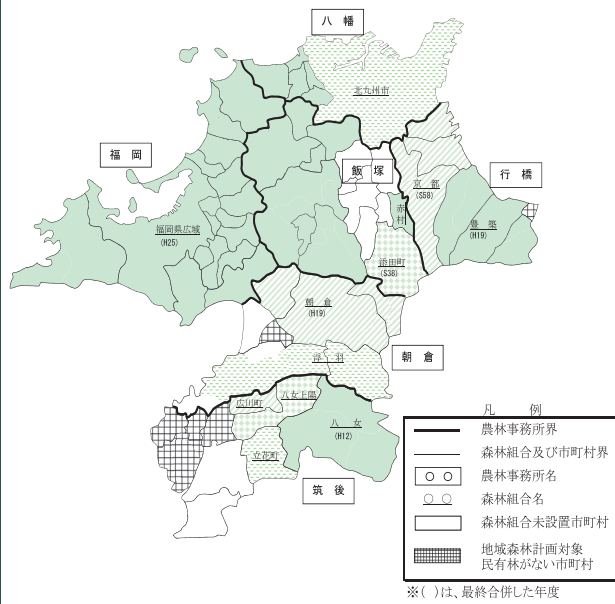 八 幡
北九州市
福 岡
飯 塚
京 都
(S58)
行 橋
赤村
豊 築
(H19)
福岡県広域
(H25)
添田町
(S38)
朝 倉
(H19)
浮 羽
朝 倉
広川町
八女上陽
八 女
(H12)
立花町
筑 後
凡 例
農林事務所界
森林組合及び市町村界
○ ○ 農林事務所名
○ ○ 森林組合名
森林組合未設置市町村
地域森林計画対象
民有林がない市町村
※( )は、最終合併した年度